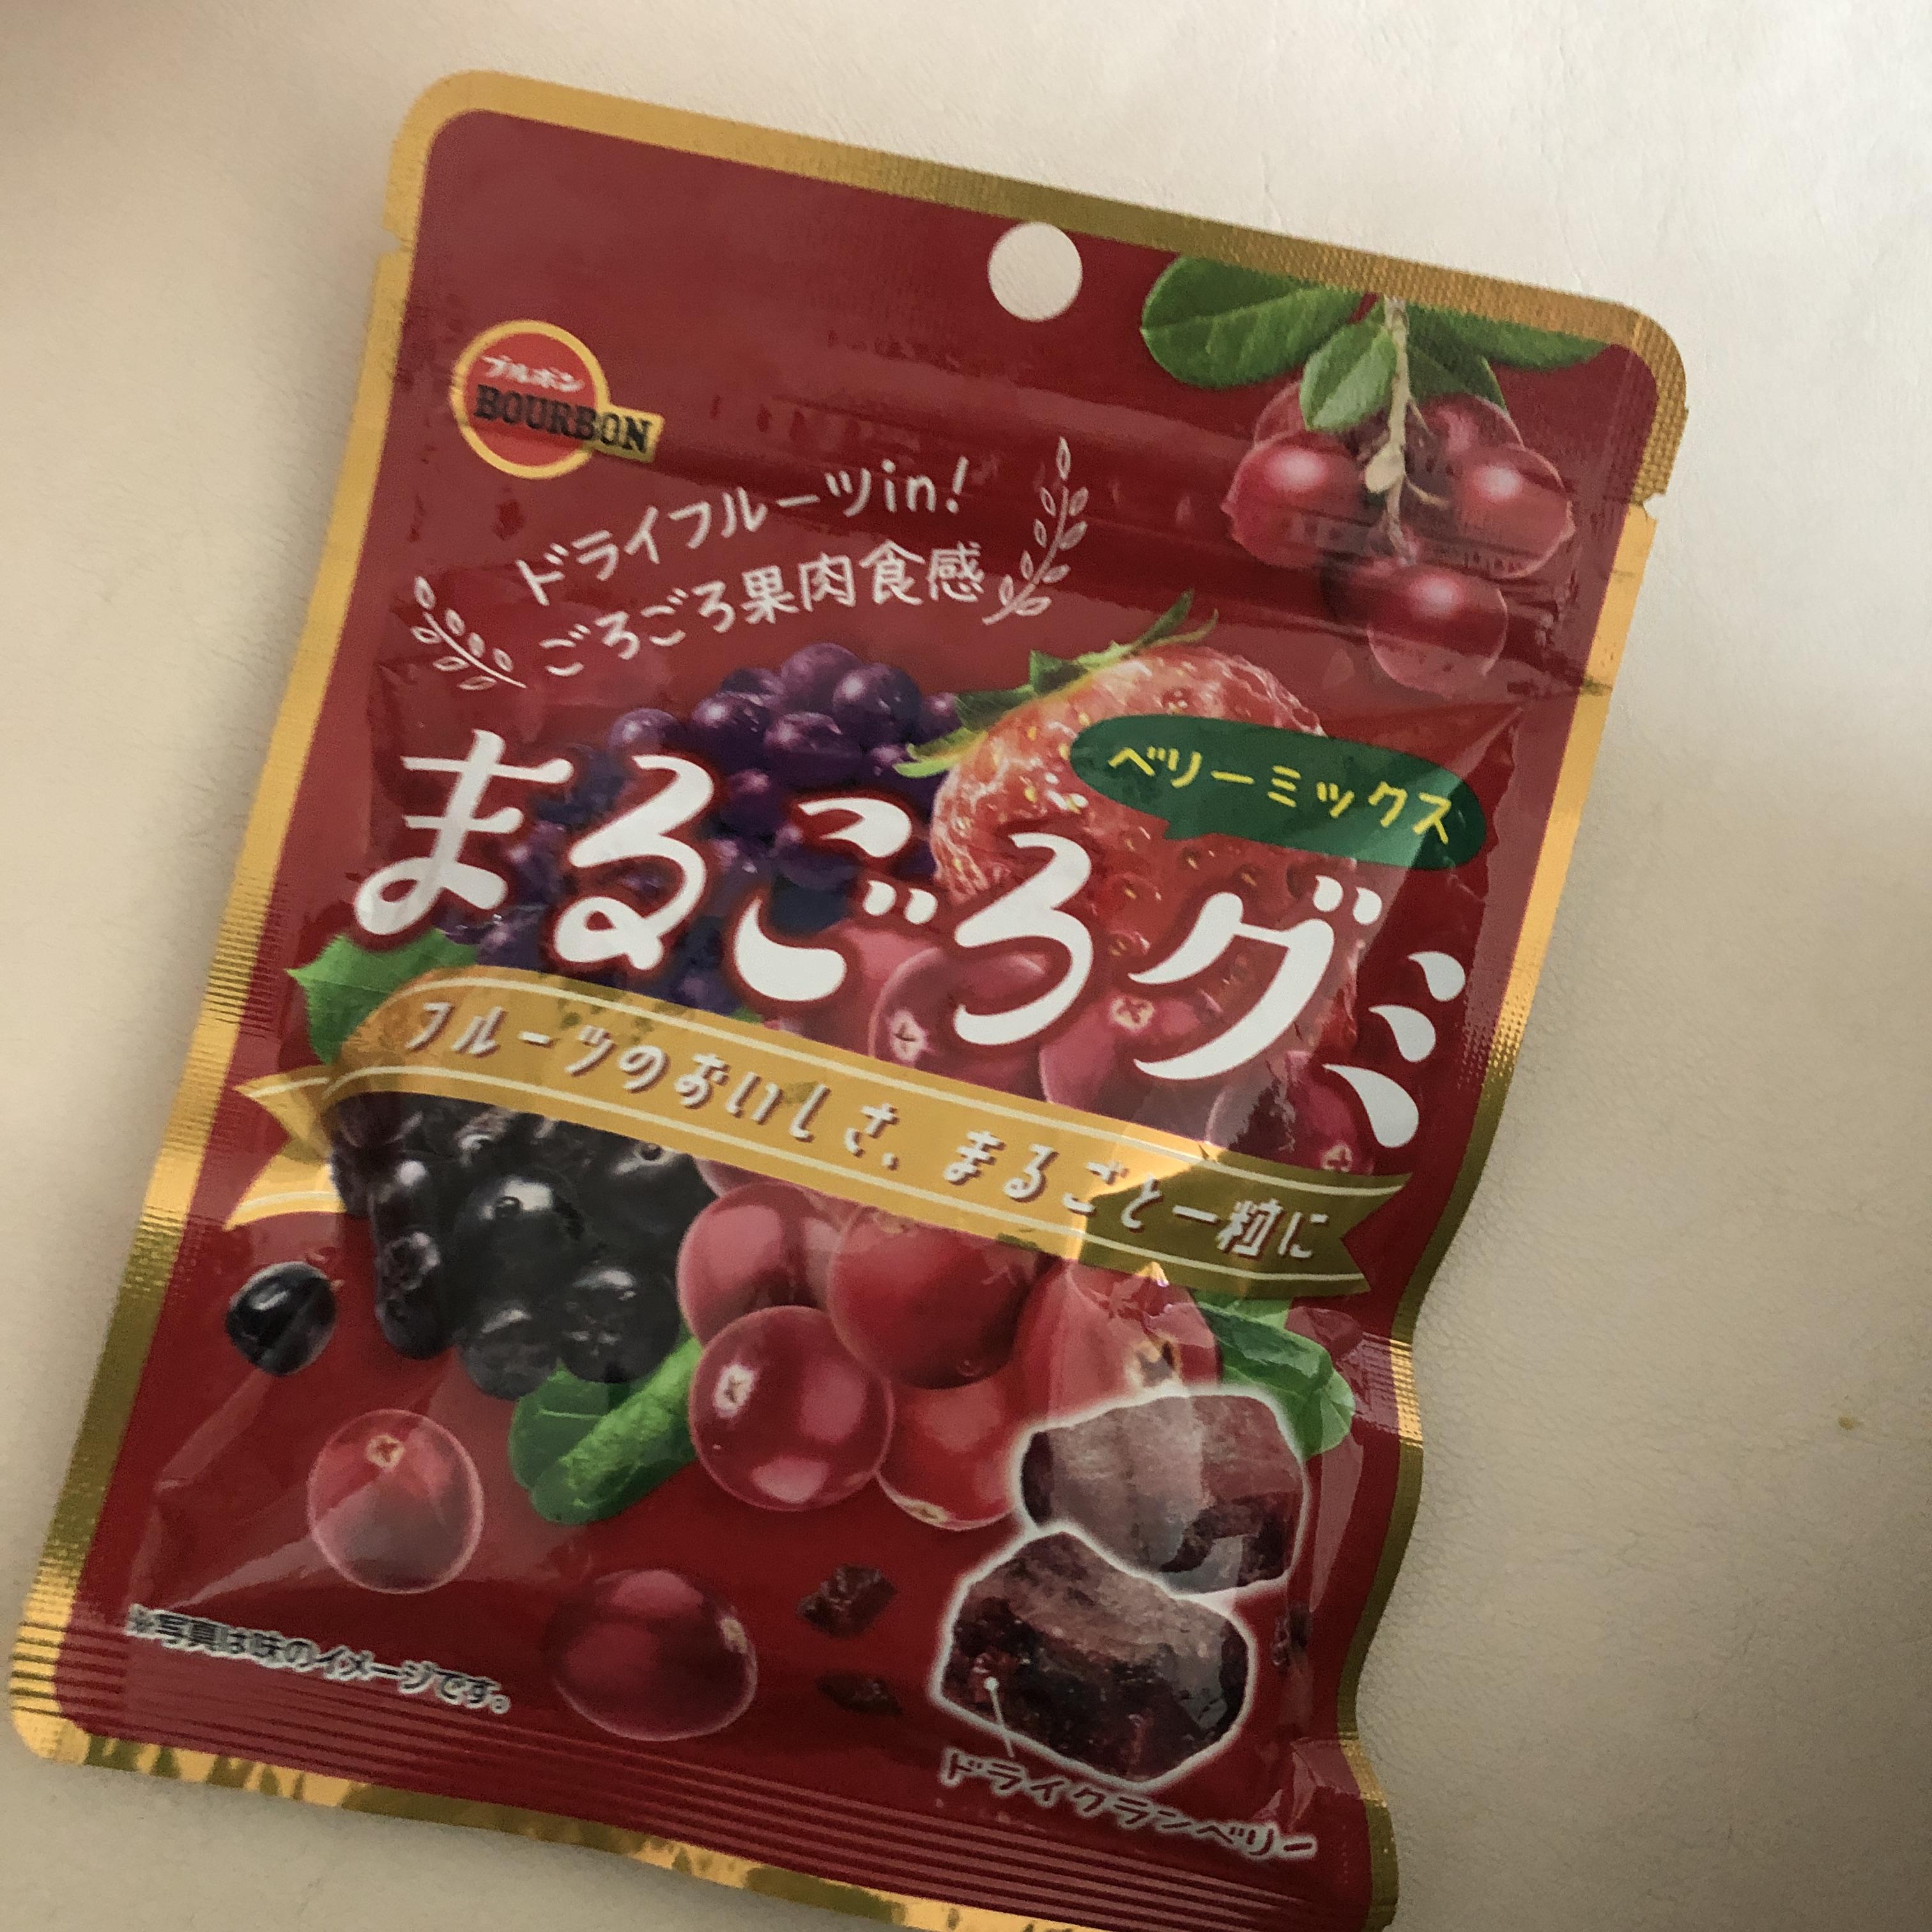 ブルボン
BOURBON
ドライフルーツin!
ごろごろ果肉食感
ベリーミックス
まるごろグミ
フルーツのおいしさ、まるごと一粒に
※写真は味のイメージです。
ドライクランベリー